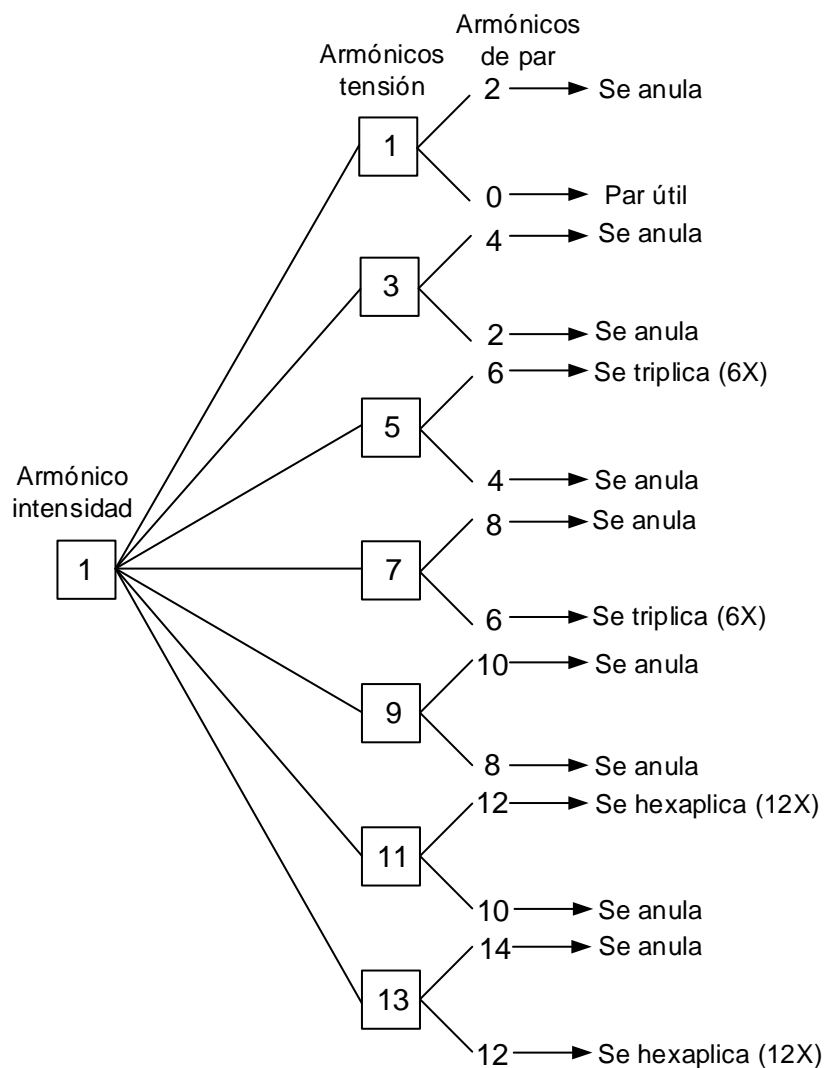 Armónicos
de par
Armónicos
tensión
2 Se anula
1
0 Par útil
4 Se anula
3
2 Se anula
6 Se triplica (6X)
5
4 Se anula
Armónico
intensidad
8 Se anula
1
7
6 Se triplica (6X)
10 Se anula
9
8 Se anula
12 Se hexaplica (12X)
11
10 Se anula
14 Se anula
13
12 Se hexaplica (12X)